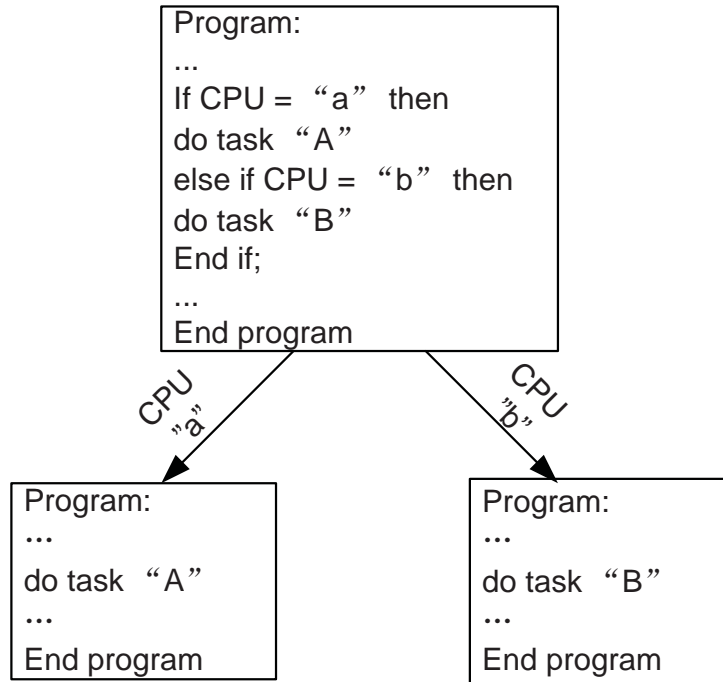 Program:
...
If CPU = “a” then
do task “A”
else if CPU = “b” then
do task “B”
End if;
...
End program
CPU
”a”
CPU
”b”
Program:
...
do task “A”
...
End program
Program:
...
do task “B”
...
End program